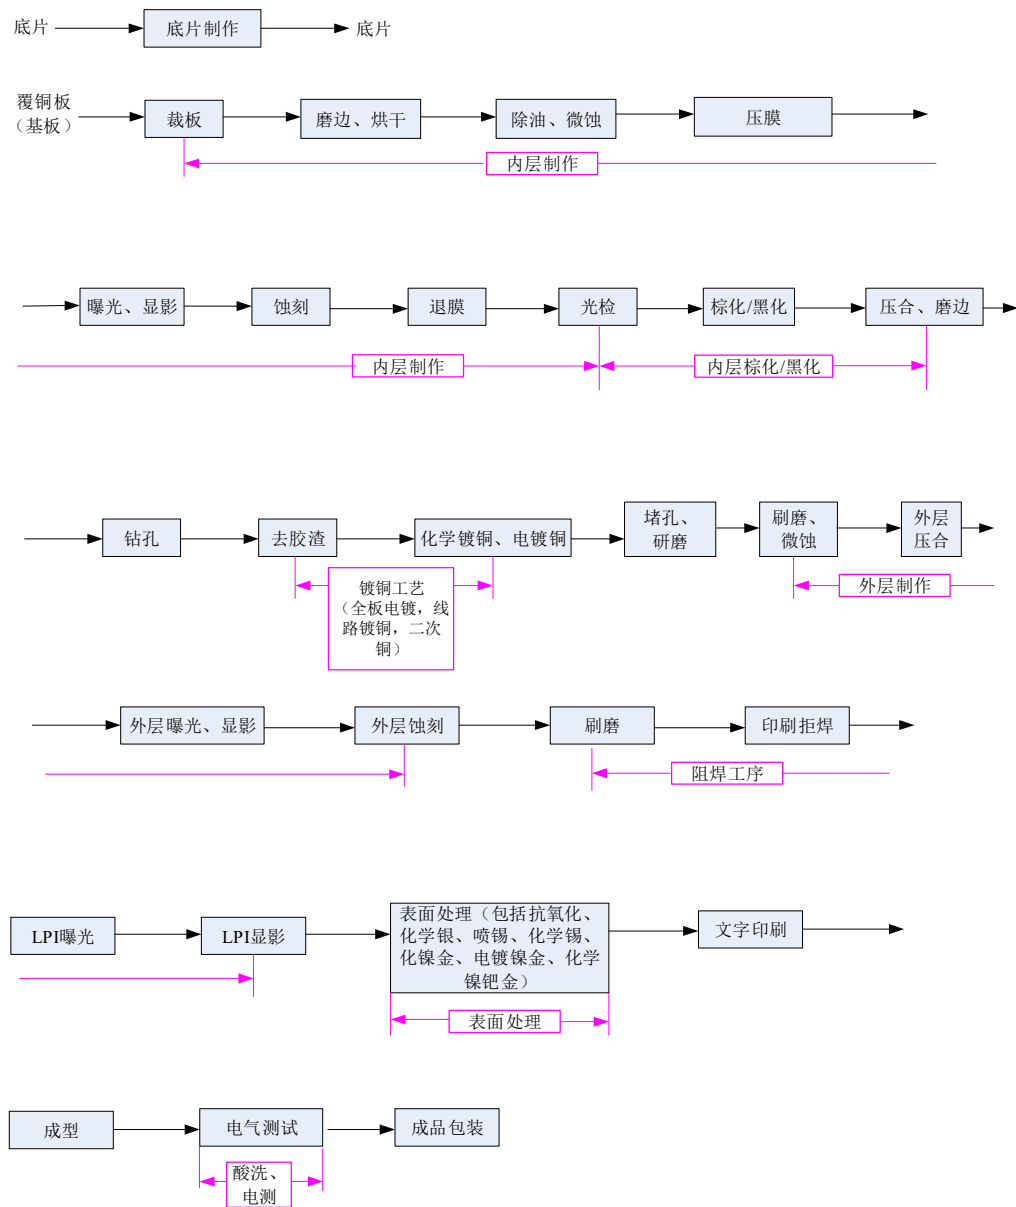 底片
底片制作
底片
覆铜板
（基板）
裁板
磨边、烘干
除油、微蚀
压膜
内层制作
曝光、显影
蚀刻
退膜
光检
棕化/黑化
压合、磨边
内层制作
内层棕化/黑化
钻孔
去胶渣
化学镀铜、电镀铜
堵孔、
研磨
刷磨、
微蚀
外层
压合
镀铜工艺
（全板电镀，线
路镀铜，二次
铜）
外层制作
外层曝光、显影
外层蚀刻
刷磨
印刷拒焊
阻焊工序
LPI曝光
LPI显影
表面处理（包括抗氧化、
化学银、喷锡、化学锡、
化镍金、电镀镍金、化学
镍钯金）
文字印刷
表面处理
成型
电气测试
成品包装
酸洗、
电测